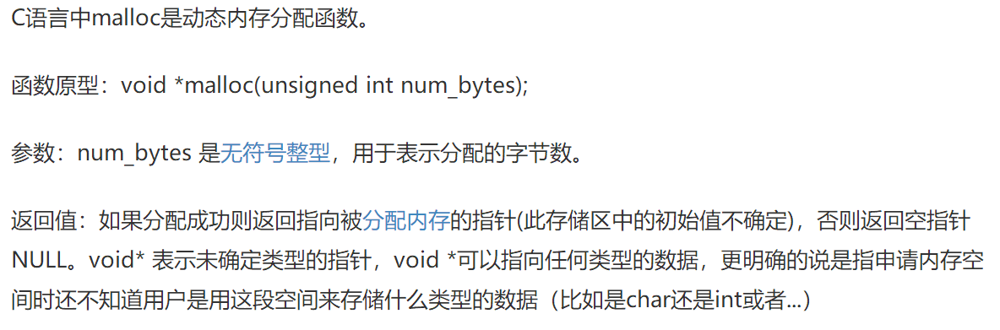 C语言中malloc是动态内存分配函数。
函数原型：void *malloc(unsigned int num_bytes);
参数：num_bytes 是无符号整型，用于表示分配的字节数。
返回值：如果分配成功则返回指向被分配内存的指针(此存储区中的初始值不确定)，否则返回空指针
NULL。void* 表示未确定类型的指针，void *可以指向任何类型的数据，更明确的说是指申请内存空
间时还不知道用户是用这段空间来存储什么类型的数据（比如是char还是int或者...）